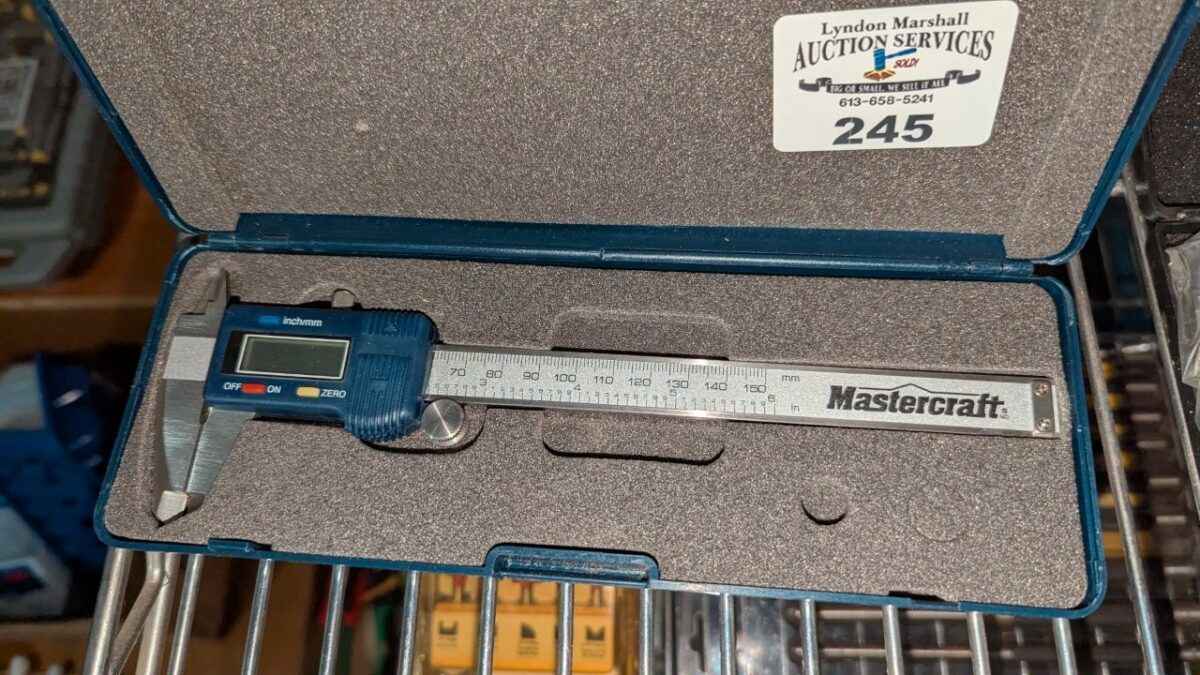 Lyndon Marshall
AUCTION SERVICES
SOLD!
BIG OR SMALL, WE SELL IT ALL
613-658-5241
245
inch/mm
OFF ON ZERO
70 80 90 100 110 120 130 140 150 mm
3 4 5 6 in
Mastercraft